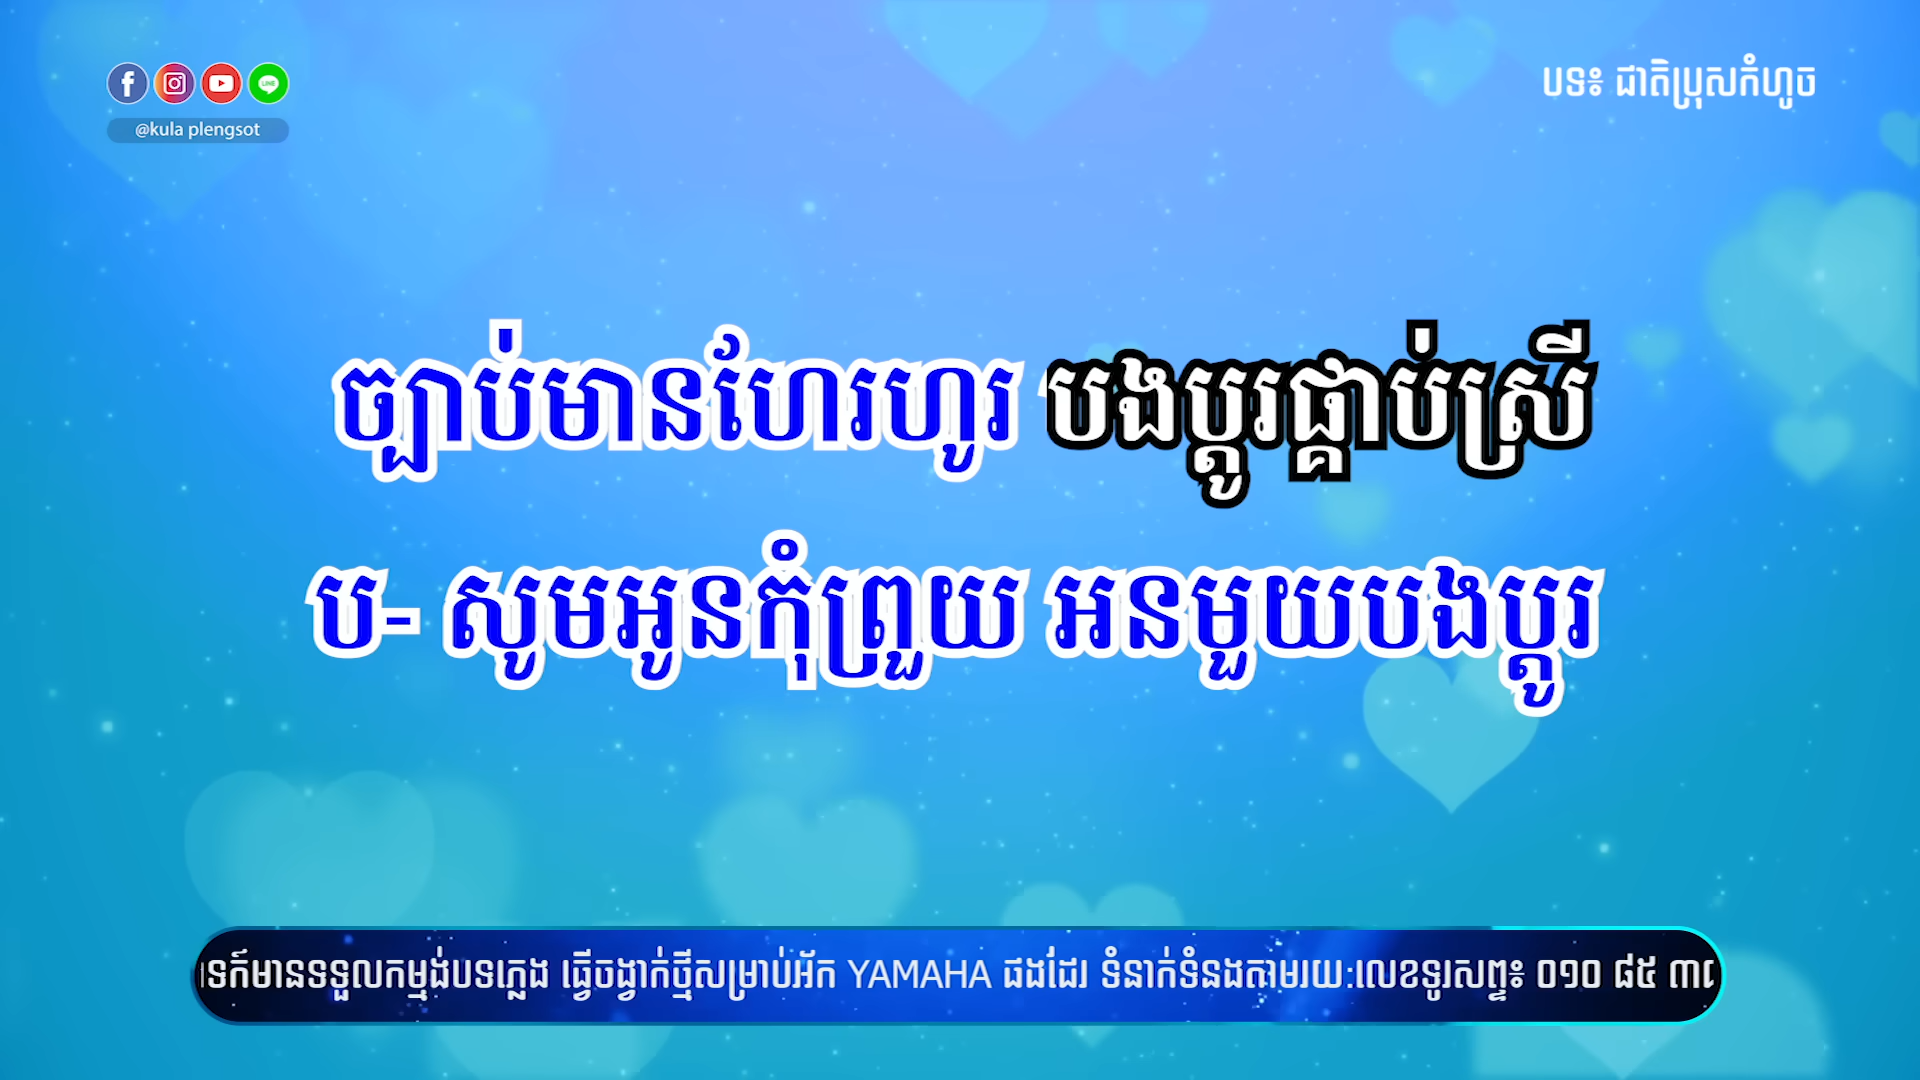 @kula plengsot
បទ៖ ជាតិប្រុសកំហូច
ច្បាប់មានហែរហូរ បងប្ដូរផ្គាប់ស្រី
ប- សូមអូនកុំព្រួយ អនមួយបងប្ដូរ
ទក៍មានទទួលកម្មង់បទភ្លេង ធ្វើចង្វាក់ថ្មីសម្រាប់អ័ក YAMAHA ផងដែរ ទំនាក់ទំនងតាមរយៈលេខទូរសព្ទ៖ ០១០ ៨៥